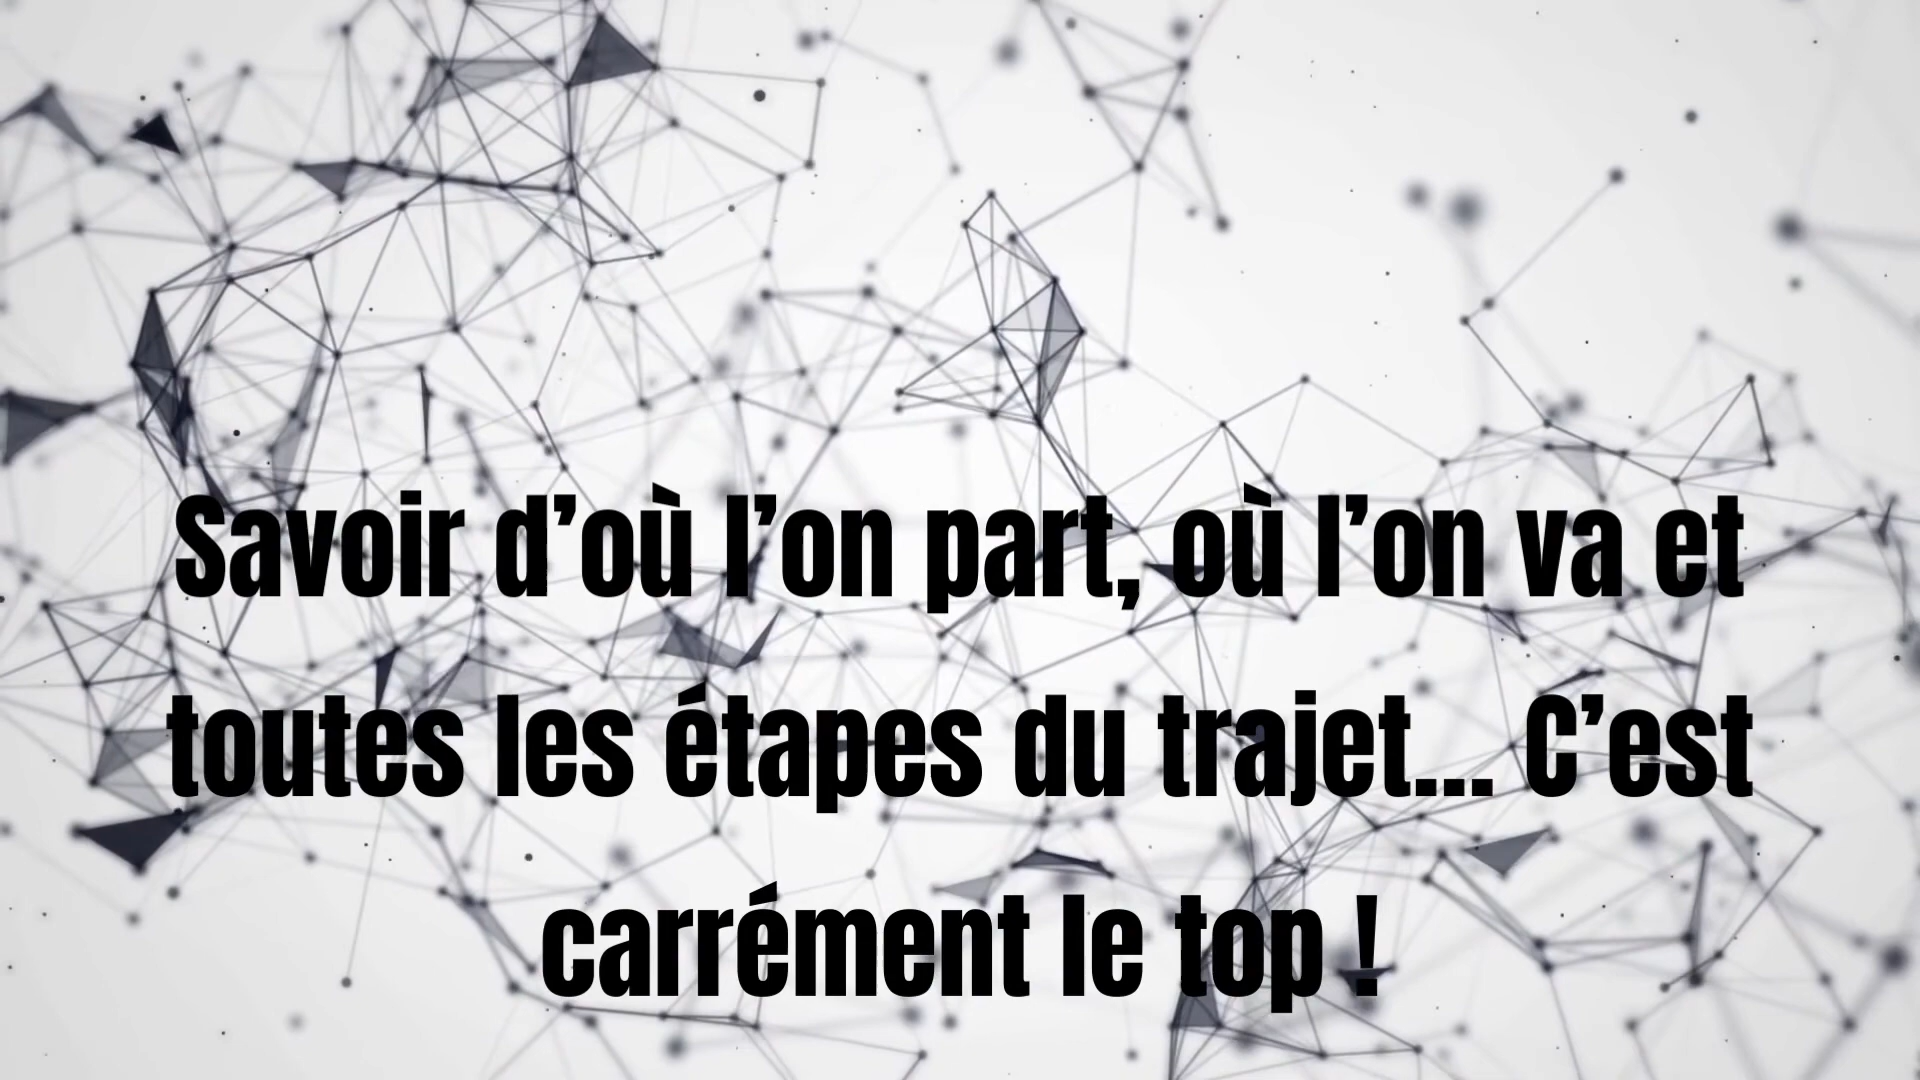 Savoir d’où l’on part, où l’on va et
toutes les étapes du trajet... C’est
carrément le top !